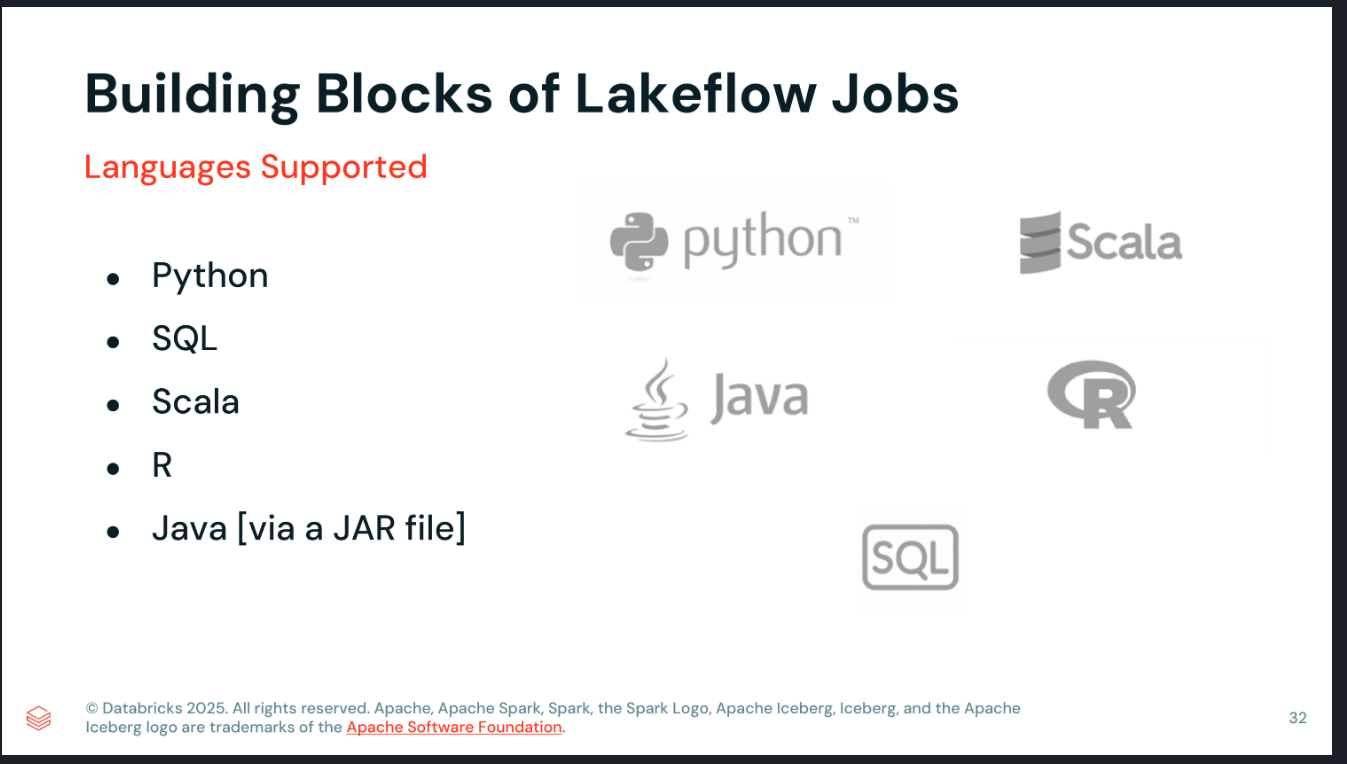 Building Blocks of Lakeflow Jobs
Languages Supported
● Python
● SQL
● Scala
● R
● Java [via a JAR file]
python™
Scala
Java
R
SQL
© Databricks 2025. All rights reserved. Apache, Apache Spark, Spark, the Spark Logo, Apache Iceberg, Iceberg, and the Apache
Iceberg logo are trademarks of the Apache Software Foundation.
32